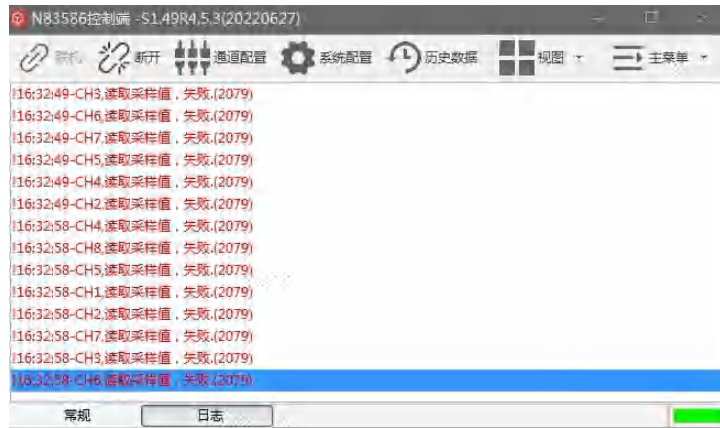 N83586控制端 -S1.49R4.5.3(20220627)
联机 断开 通道配置 系统配置 历史数据 视图 主菜单
!16:32:49-CH3,读取采样值，失败.(2079)
!16:32:49-CH6,读取采样值，失败.(2079)
!16:32:49-CH7,读取采样值，失败.(2079)
!16:32:49-CH5,读取采样值，失败.(2079)
!16:32:49-CH4,读取采样值，失败.(2079)
!16:32:49-CH2,读取采样值，失败.(2079)
!16:32:58-CH4,读取采样值，失败.(2079)
!16:32:58-CH8,读取采样值，失败.(2079)
!16:32:58-CH5,读取采样值，失败.(2079)
!16:32:58-CH1,读取采样值，失败.(2079)
!16:32:58-CH2,读取采样值，失败.(2079)
!16:32:58-CH7,读取采样值，失败.(2079)
!16:32:58-CH3,读取采样值，失败.(2079)
!16:32:58-CH6,读取采样值，失败.(2079)
常规 日志